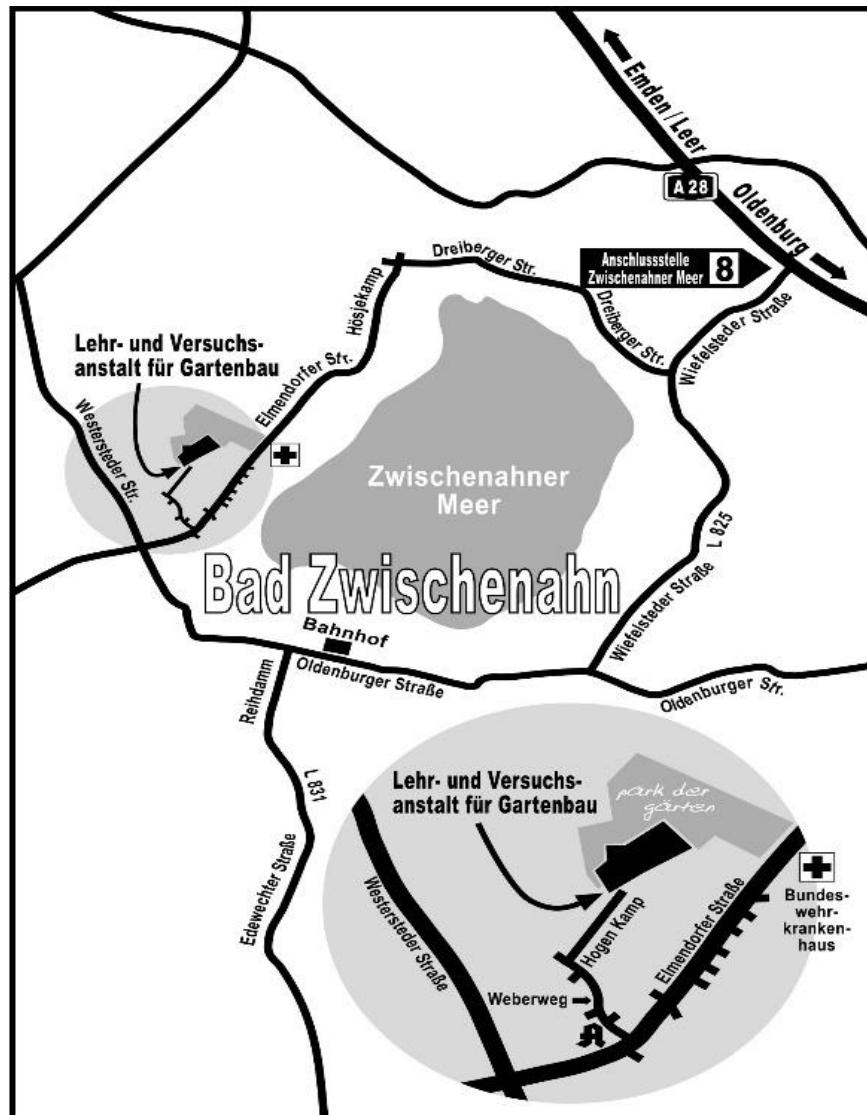 Emden/Leer
A 28
Oldenburg
Anschlussstelle
Zwischenahner Meer
8
Dreiberger Str.
Dreiberger Str.
Wiefelsteder Straße
Hösjekamp
Lehr- und Versuchs-
anstalt für Gartenbau
Elmendorfer Str.
Westersteder Str.
Zwischenahner
Meer
L 825
Bad Zwischenahn
Wiefelsteder Straße
Bahnhof
Oldenburger Straße
Oldenburger Str.
Reihdamm
L 831
Edewechter Straße
Lehr- und Versuchs-
anstalt für Gartenbau
park der
gärten
Westersteder Straße
Hogen Kamp
Elmendorfer Straße
Bundes-
wehr-
kranken-
haus
Weberweg